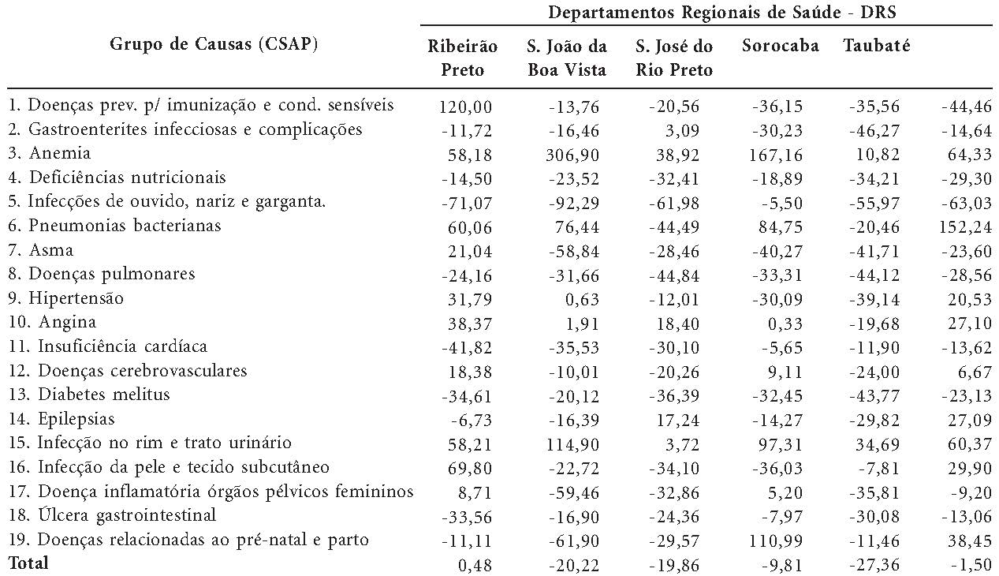 Departamentos Regionais de Saúde - DRS
Grupo de Causas (CSAP) Ribeirão Preto S. João da Boa Vista S. José do Rio Preto Sorocaba Taubaté
1. Doenças prev. p/ imunização e cond. sensíveis 120,00 -13,76 -20,56 -36,15 -35,56 -44,46
2. Gastroenterites infecciosas e complicações -11,72 -16,46 3,09 -30,23 -46,27 -14,64
3. Anemia 58,18 306,90 38,92 167,16 10,82 64,33
4. Deficiências nutricionais -14,50 -23,52 -32,41 -18,89 -34,21 -29,30
5. Infecções de ouvido, nariz e garganta. -71,07 -92,29 -61,98 -5,50 -55,97 -63,03
6. Pneumonias bacterianas 60,06 76,44 -44,49 84,75 -20,46 152,24
7. Asma 21,04 -58,84 -28,46 -40,27 -41,71 -23,60
8. Doenças pulmonares -24,16 -31,66 -44,84 -33,31 -44,12 -28,56
9. Hipertensão 31,79 0,63 -12,01 -30,09 -39,14 20,53
10. Angina 38,37 1,91 18,40 0,33 -19,68 27,10
11. Insuficiência cardíaca -41,82 -35,53 -30,10 -5,65 -11,90 -13,62
12. Doenças cerebrovasculares 18,38 -10,01 -20,26 9,11 -24,00 6,67
13. Diabetes melitus -34,61 -20,12 -36,39 -32,45 -43,77 -23,13
14. Epilepsias -6,73 -16,39 17,24 -14,27 -29,82 27,09
15. Infecção no rim e trato urinário 58,21 114,90 3,72 97,31 34,69 60,37
16. Infecção da pele e tecido subcutâneo 69,80 -22,72 -34,10 -36,03 -7,81 29,90
17. Doença inflamatória órgãos pélvicos femininos 8,71 -59,46 -32,86 5,20 -35,81 -9,20
18. Úlcera gastrointestinal -33,56 -16,90 -24,36 -7,97 -30,08 -13,06
19. Doenças relacionadas ao pré-natal e parto -11,11 -61,90 -29,57 110,99 -11,46 38,45
Total 0,48 -20,22 -19,86 -9,81 -27,36 -1,50